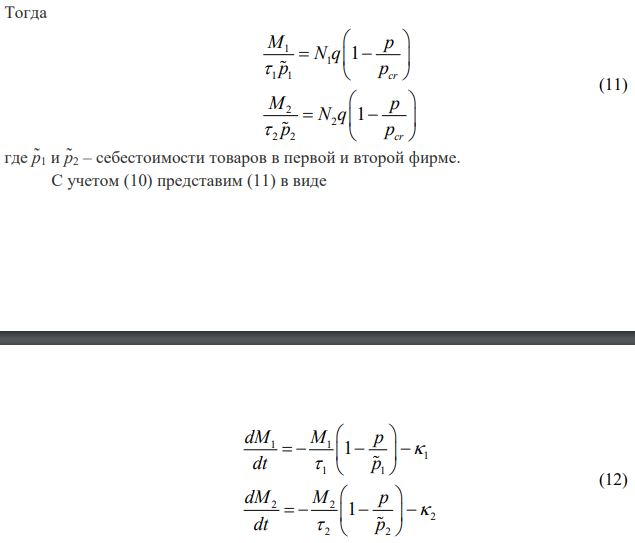 Тогда
M₁/(τ₁p̃₁) = N₁q(1 − p/p_cr)
(11)
M₂/(τ₂p̃₂) = N₂q(1 − p/p_cr)
где p̃₁ и p̃₂ – себестоимости товаров в первой и второй фирме.
С учетом (10) представим (11) в виде
dM₁/dt = −(M₁/τ₁)(1 − p/p̃₁) − κ₁
(12)
dM₂/dt = −(M₂/τ₂)(1 − p/p̃₂) − κ₂